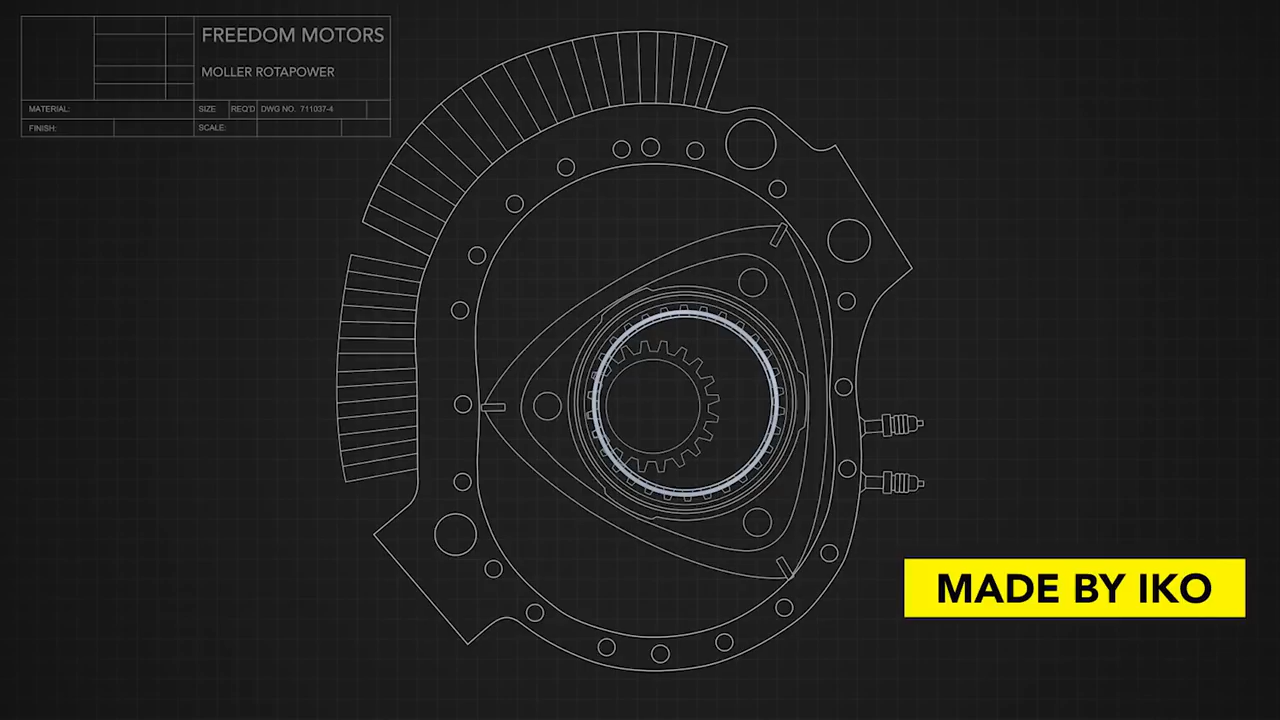 FREEDOM MOTORS
MOLLER ROTAPOWER
MATERIAL: SIZE REQ'D DWG NO. 711037-4
FINISH: SCALE:
MADE BY IKO